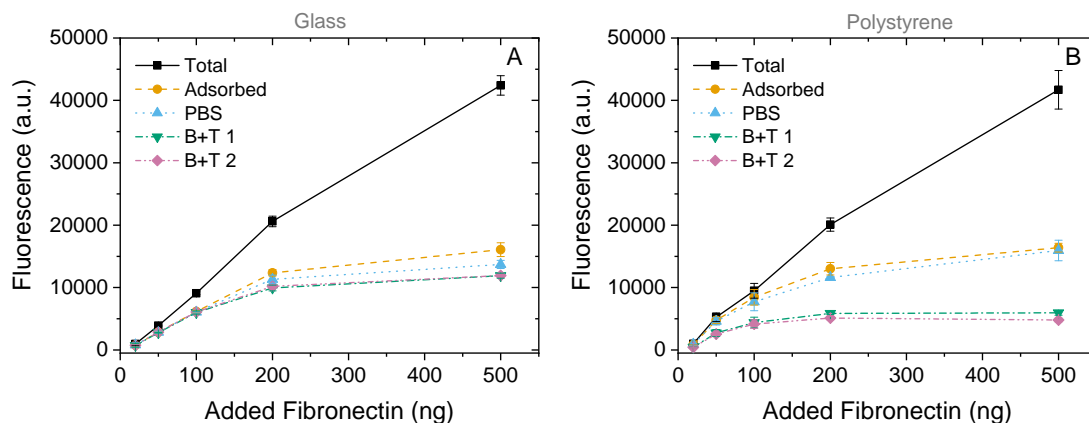 Glass
A
Total
Adsorbed
PBS
B+T 1
B+T 2
50000
40000
30000
20000
10000
0
Fluorescence (a.u.)
0 100 200 300 400 500
Added Fibronectin (ng)
Polystyrene
B
Total
Adsorbed
PBS
B+T 1
B+T 2
50000
40000
30000
20000
10000
0
Fluorescence (a.u.)
0 100 200 300 400 500
Added Fibronectin (ng)